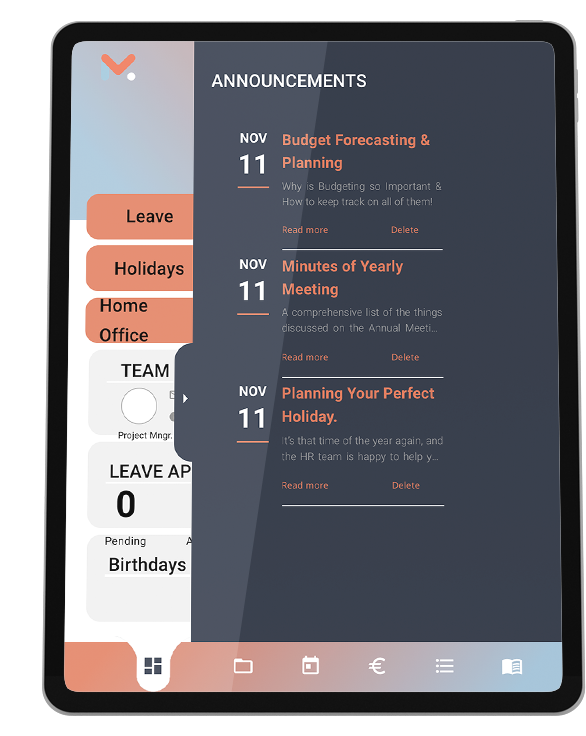 ANNOUNCEMENTS
NOV
11
Budget Forecasting &
Planning
Why is Budgeting so Important &
How to keep track on all of them!
Read more Delete
NOV
11
Minutes of Yearly
Meeting
A comprehensive list of the things
discussed on the Annual Meeti...
Read more Delete
NOV
11
Planning Your Perfect
Holiday.
It's that time of the year again, and
the HR team is happy to help y...
Read more Delete
Leave
Holidays
Home
Office
TEAM
Project Mngr.
LEAVE AP
0
Pending A
Birthdays